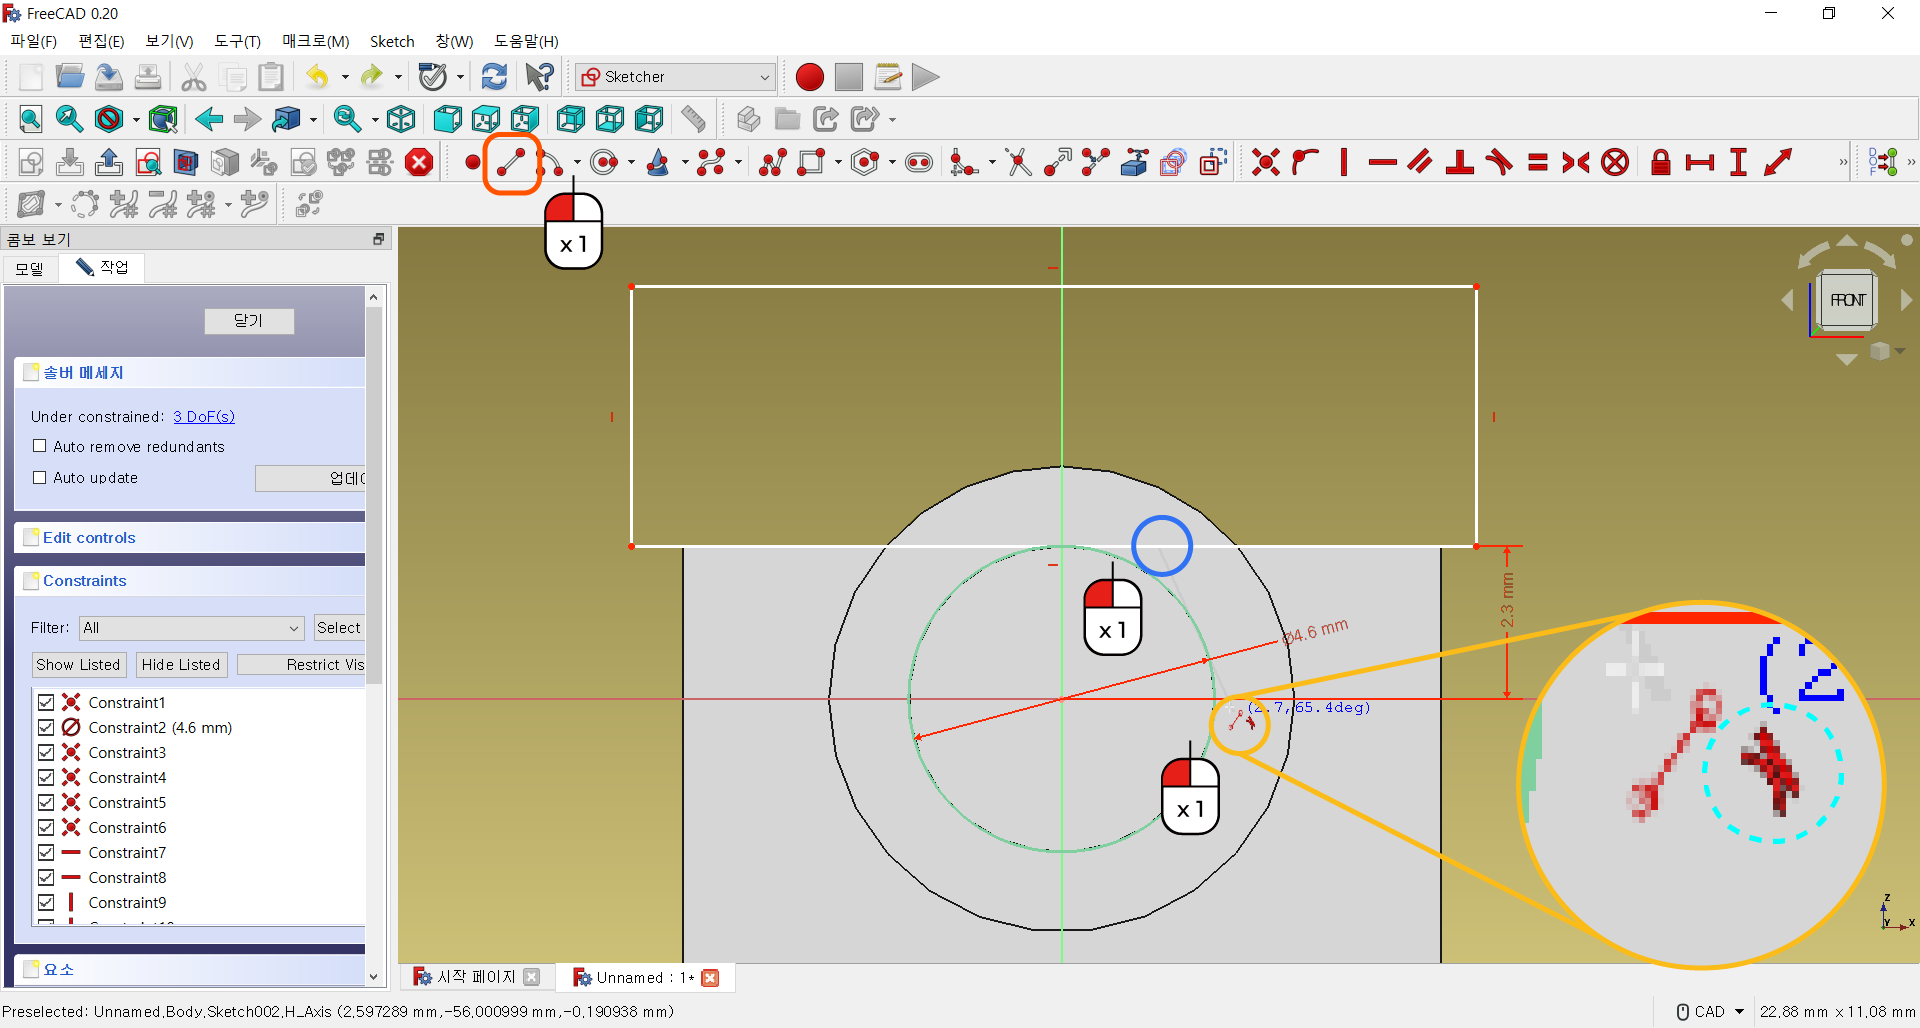 FreeCAD 0.20
파일(F) 편집(E) 보기(V) 도구(T) 매크로(M) Sketch 창(W) 도움말(H)
Sketcher
x 1
콤보 보기
모델 작업
닫기
솔버 메세지
Under constrained: 3 DoF(s)
Auto remove redundants
Auto update
Edit controls
Constraints
Filter: All Select
Show Listed Hide Listed Restrict Vis
Constraint1
Constraint2 (4.6 mm)
Constraint3
Constraint4
Constraint5
Constraint6
Constraint7
Constraint8
Constraint9
요소
FRONT
2.3 mm
x 1
Ø4.6 mm
(2.7,65.4deg)
x 1
(2
Z
Y X
시작 페이지 Unnamed : 1*
Preselected: Unnamed.Body.Sketch002.H_Axis (2.597289 mm,-56.000999 mm,-0.190938 mm)
CAD 22.88 mm x 11.08 mm